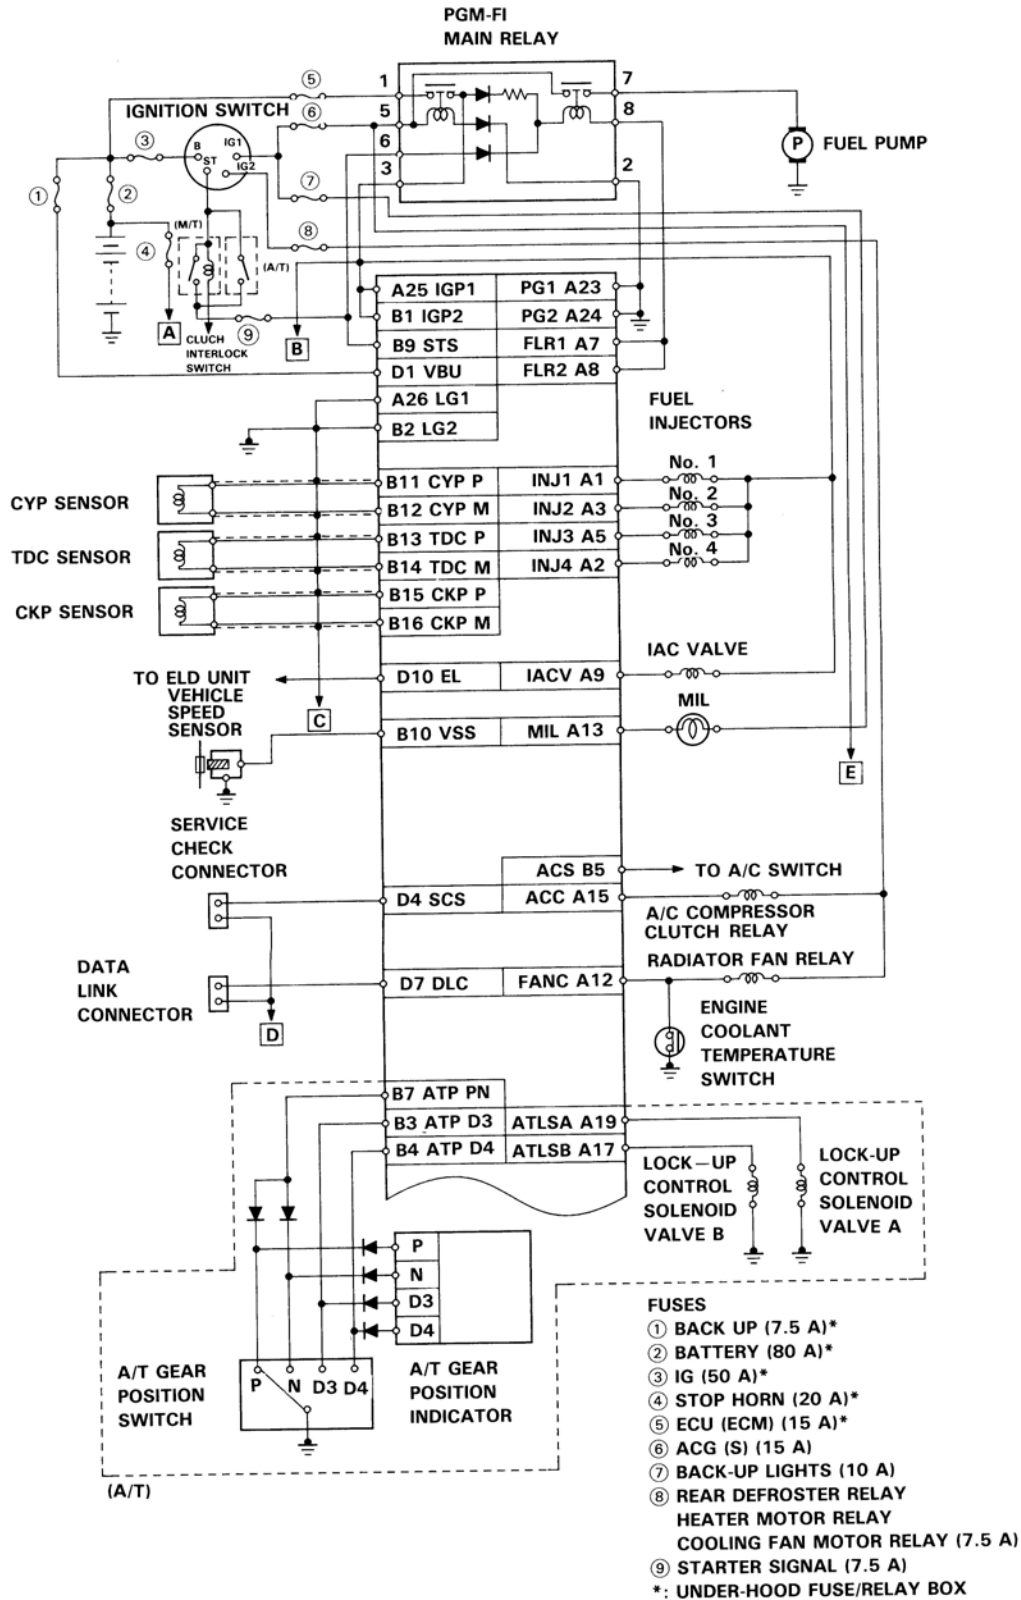 PGM-FI
MAIN RELAY
1
5
6
3
7
8
2
⑤
⑥
IGNITION SWITCH
B
ST
IG1
IG2
③
①
②
④
⑦
⑧
(M/T)
(A/T)
P
FUEL PUMP
A
CLUCH
INTERLOCK
SWITCH
⑨
B
A25 IGP1
PG1 A23
B1 IGP2
PG2 A24
B9 STS
FLR1 A7
D1 VBU
FLR2 A8
A26 LG1
B2 LG2
FUEL
INJECTORS
CYP SENSOR
B11 CYP P
INJ1 A1
No. 1
B12 CYP M
INJ2 A3
No. 2
TDC SENSOR
B13 TDC P
INJ3 A5
No. 3
B14 TDC M
INJ4 A2
No. 4
CKP SENSOR
B15 CKP P
B16 CKP M
IAC VALVE
TO ELD UNIT
D10 EL
IACV A9
VEHICLE
SPEED
SENSOR
C
MIL
B10 VSS
MIL A13
E
SERVICE
CHECK
CONNECTOR
ACS B5
TO A/C SWITCH
D4 SCS
ACC A15
A/C COMPRESSOR
CLUTCH RELAY
RADIATOR FAN RELAY
DATA
LINK
CONNECTOR
D7 DLC
FANC A12
D
ENGINE
COOLANT
TEMPERATURE
SWITCH
B7 ATP PN
B3 ATP D3
ATLSA A19
B4 ATP D4
ATLSB A17
LOCK—UP
CONTROL
SOLENOID
VALVE B
LOCK-UP
CONTROL
SOLENOID
VALVE A
P
N
D3
D4
A/T GEAR
POSITION
SWITCH
P N D3 D4
A/T GEAR
POSITION
INDICATOR
(A/T)
FUSES
① BACK UP (7.5 A)*
② BATTERY (80 A)*
③ IG (50 A)*
④ STOP HORN (20 A)*
⑤ ECU (ECM) (15 A)*
⑥ ACG (S) (15 A)
⑦ BACK-UP LIGHTS (10 A)
⑧ REAR DEFROSTER RELAY
HEATER MOTOR RELAY
COOLING FAN MOTOR RELAY (7.5 A)
⑨ STARTER SIGNAL (7.5 A)
*: UNDER-HOOD FUSE/RELAY BOX